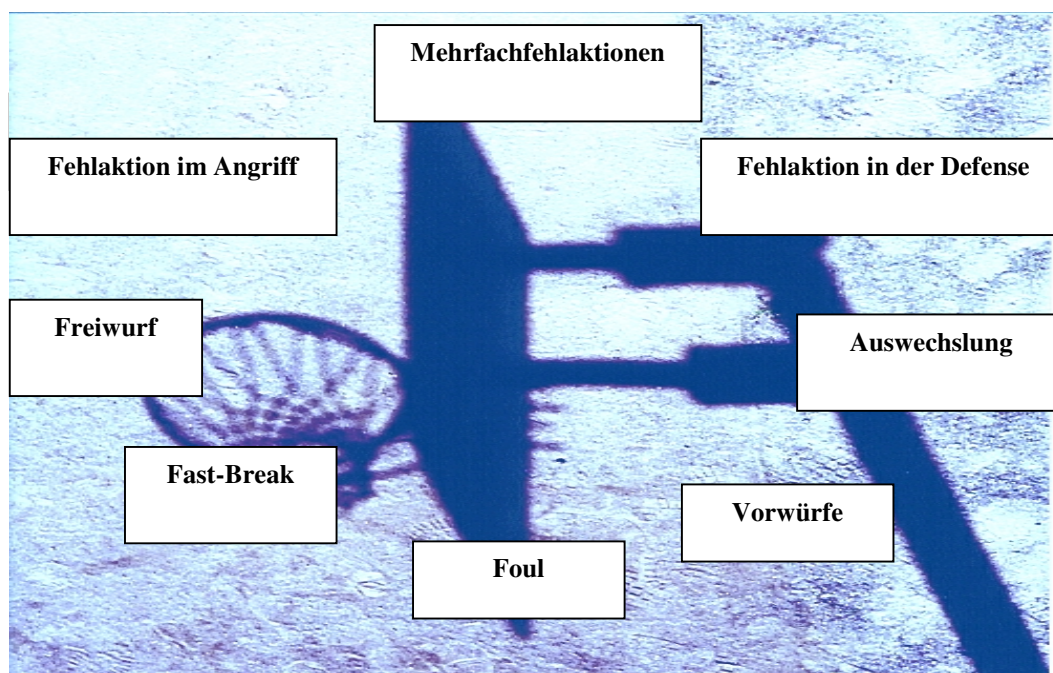 Mehrfachfehlaktionen
Fehlaktion im Angriff
Fehlaktion in der Defense
Freiwurf
Auswechslung
Fast-Break
Vorwürfe
Foul